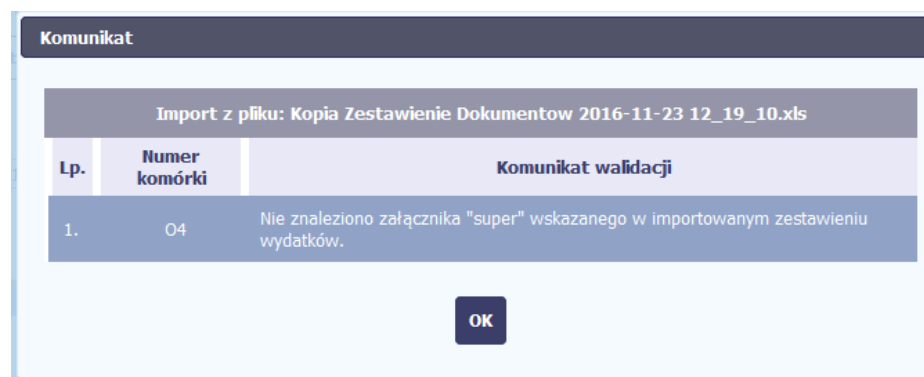 Komunikat
Import z pliku: Kopia Zestawienie Dokumentow 2016-11-23 12_19_10.xls
Lp.
Numer
komórki
Komunikat walidacji
1.
O4
Nie znaleziono załącznika "super" wskazanego w importowanym zestawieniu
wydatków.
OK